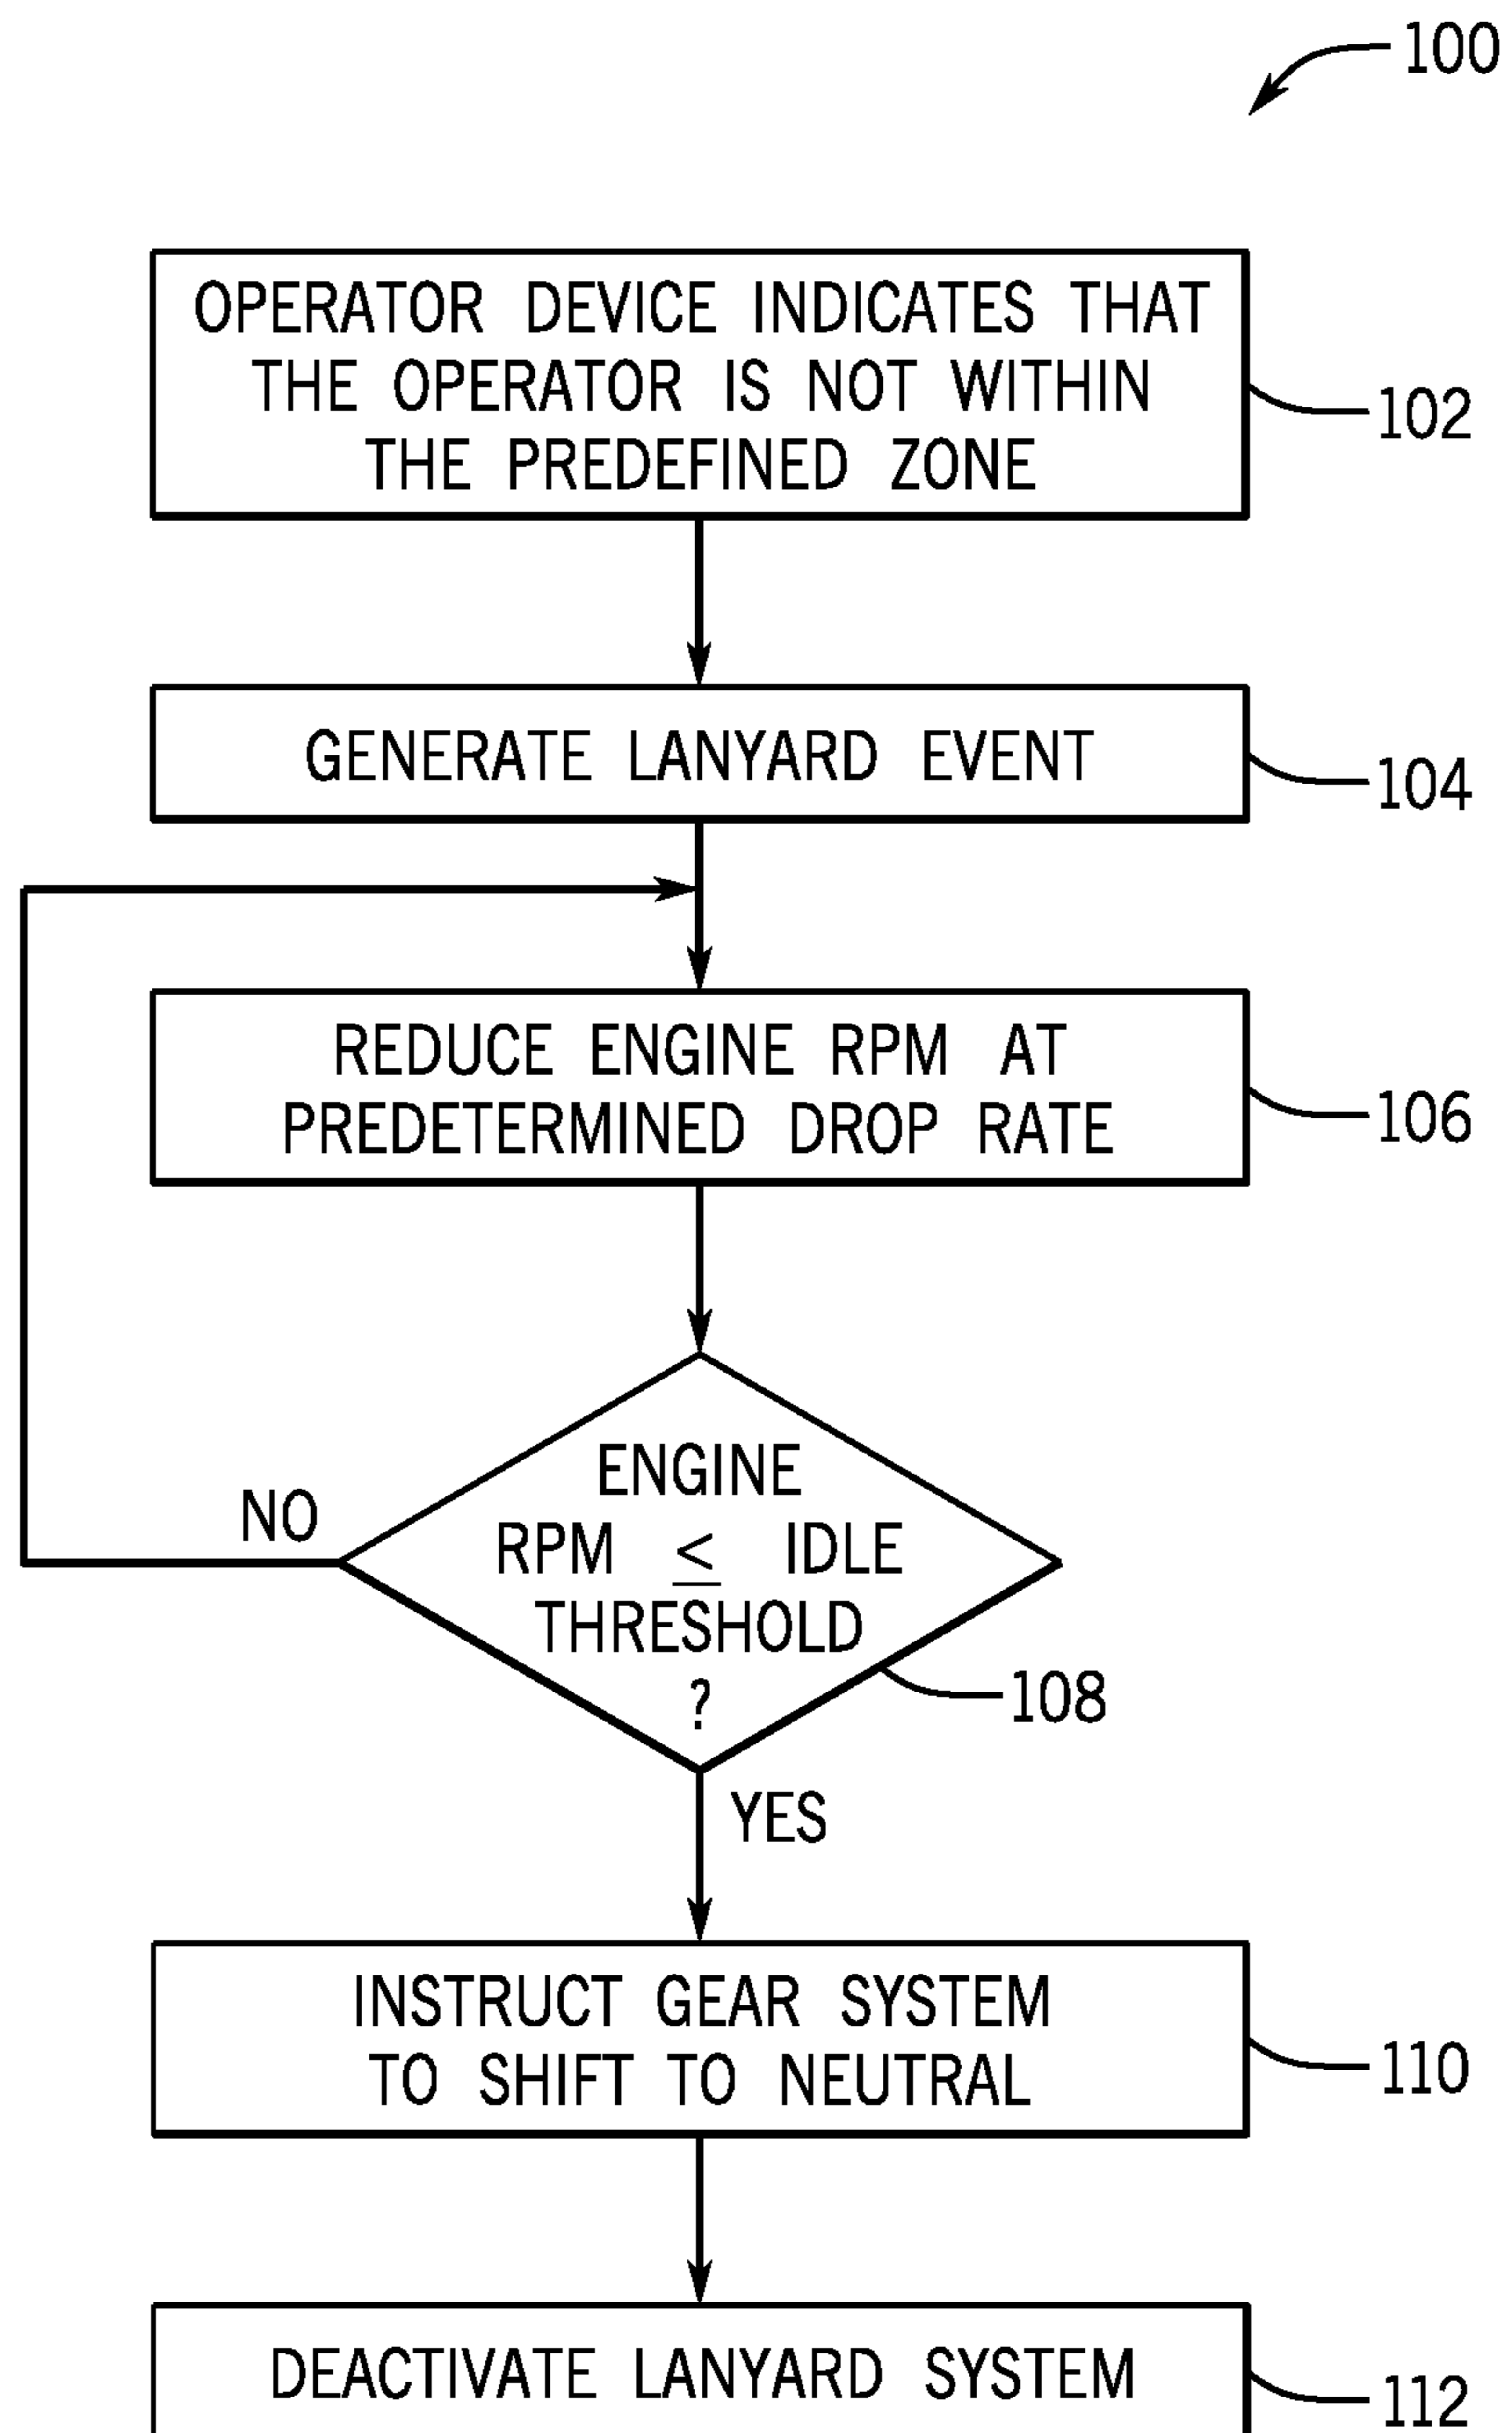 100
OPERATOR DEVICE INDICATES THAT
THE OPERATOR IS NOT WITHIN
THE PREDEFINED ZONE
102
GENERATE LANYARD EVENT
104
REDUCE ENGINE RPM AT
PREDETERMINED DROP RATE
106
ENGINE
RPM ≤ IDLE
THRESHOLD
?
NO
108
YES
INSTRUCT GEAR SYSTEM
TO SHIFT TO NEUTRAL
110
DEACTIVATE LANYARD SYSTEM
112